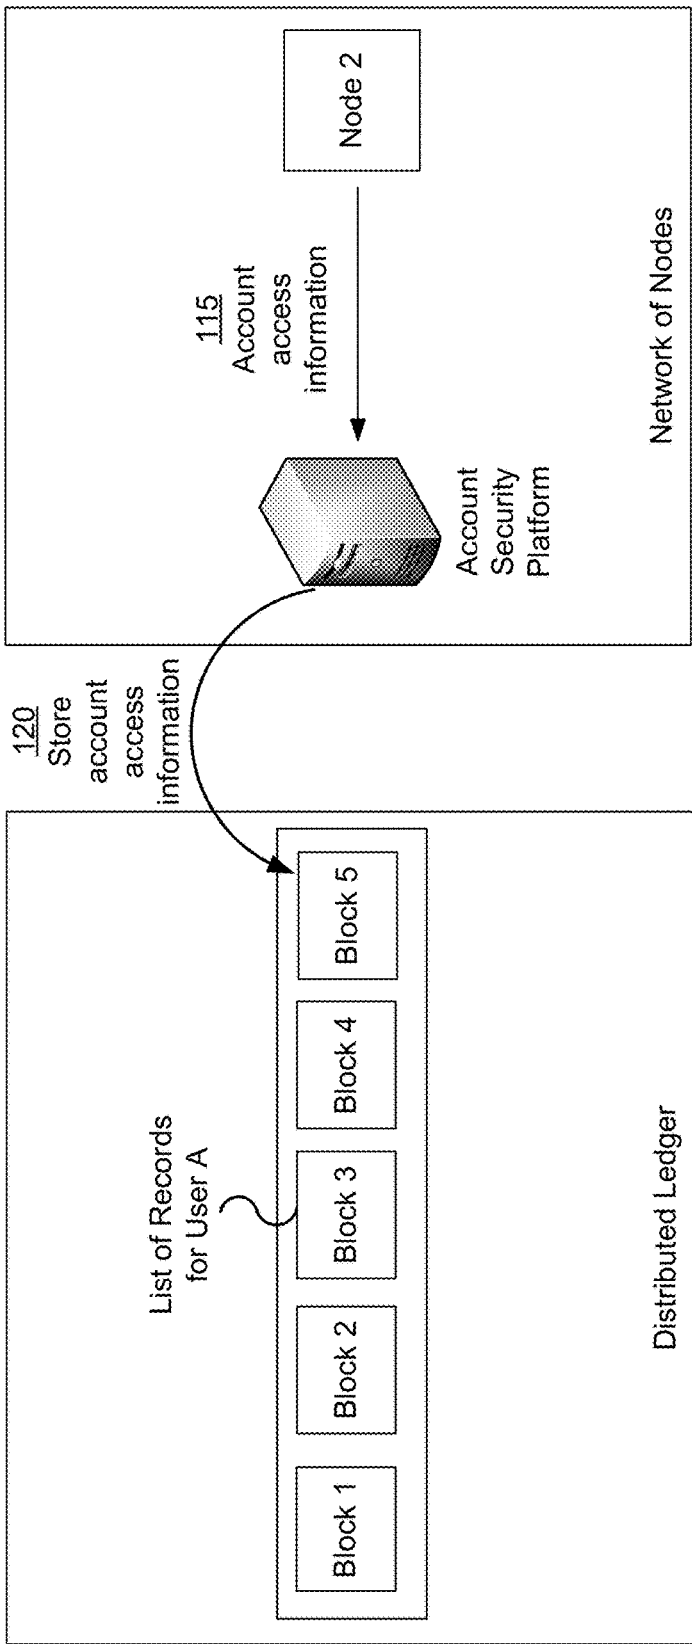 List of Records
for User A
Block 1
Block 2
Block 3
Block 4
Block 5
Distributed Ledger
120
Store
account
access
information
115
Account
access
information
Node 2
Account
Security
Platform
Network of Nodes